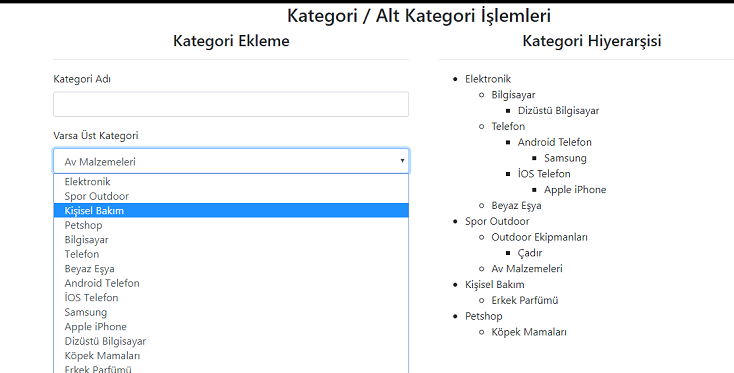 Kategori / Alt Kategori İşlemleri
Kategori Ekleme
Kategori Adı
Varsa Üst Kategori
Av Malzemeleri
Elektronik
Spor Outdoor
Kişisel Bakım
Petshop
Bilgisayar
Telefon
Beyaz Eşya
Android Telefon
İOS Telefon
Samsung
Apple iPhone
Dizüstü Bilgisayar
Köpek Mamaları
Erkek Parfümü
Kategori Hiyerarşisi
Elektronik
Bilgisayar
Dizüstü Bilgisayar
Telefon
Android Telefon
Samsung
İOS Telefon
Apple iPhone
Beyaz Eşya
Spor Outdoor
Outdoor Ekipmanları
Çadır
Av Malzemeleri
Kişisel Bakım
Erkek Parfümü
Petshop
Köpek Mamaları